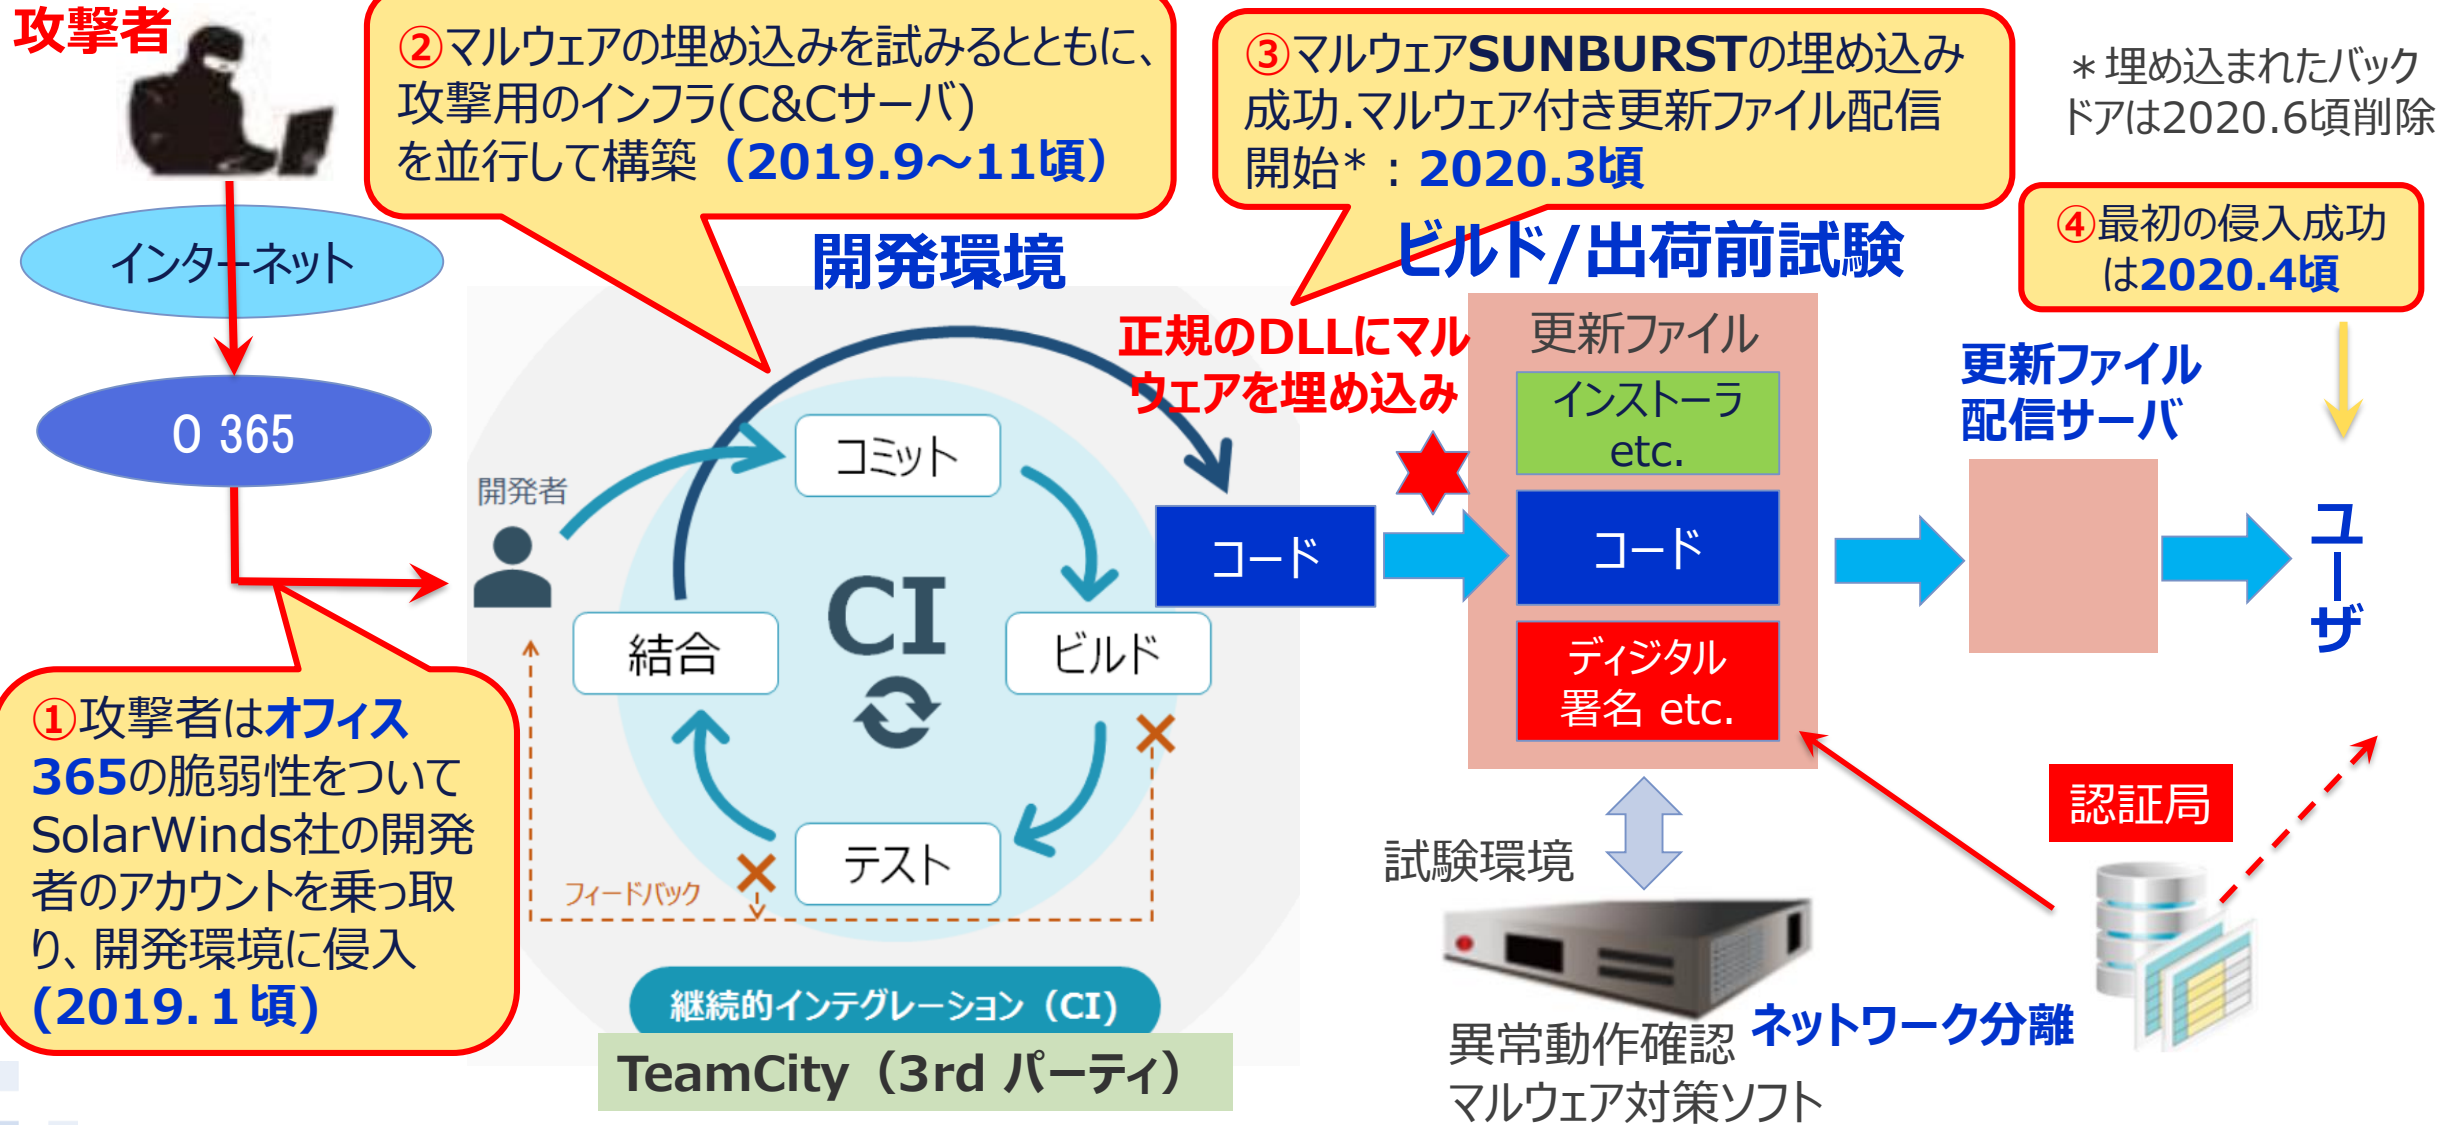 攻撃者
②マルウェアの埋め込みを試みるとともに、
攻撃用のインフラ(C&Cサーバ)
を並行して構築（2019.9～11頃）
③マルウェアSUNBURSTの埋め込み
成功.マルウェア付き更新ファイル配信
開始*：2020.3頃
＊埋め込まれたバック
ドアは2020.6頃削除
④最初の侵入成功
は2020.4頃
インターネット
O 365
開発環境
ビルド/出荷前試験
正規のDLLにマル
ウェアを埋め込み
更新ファイル
インストーラ
etc.
コード
ディジタル
署名 etc.
更新ファイル
配信サーバ
ユーザ
開発者
コミット
コード
CI
結合
ビルド
テスト
フィードバック
継続的インテグレーション（CI）
TeamCity（3rd パーティ）
①攻撃者はオフィス
365の脆弱性をついて
SolarWinds社の開発
者のアカウントを乗っ取
り、開発環境に侵入
(2019.１頃)
試験環境
認証局
ネットワーク分離
異常動作確認
マルウェア対策ソフト